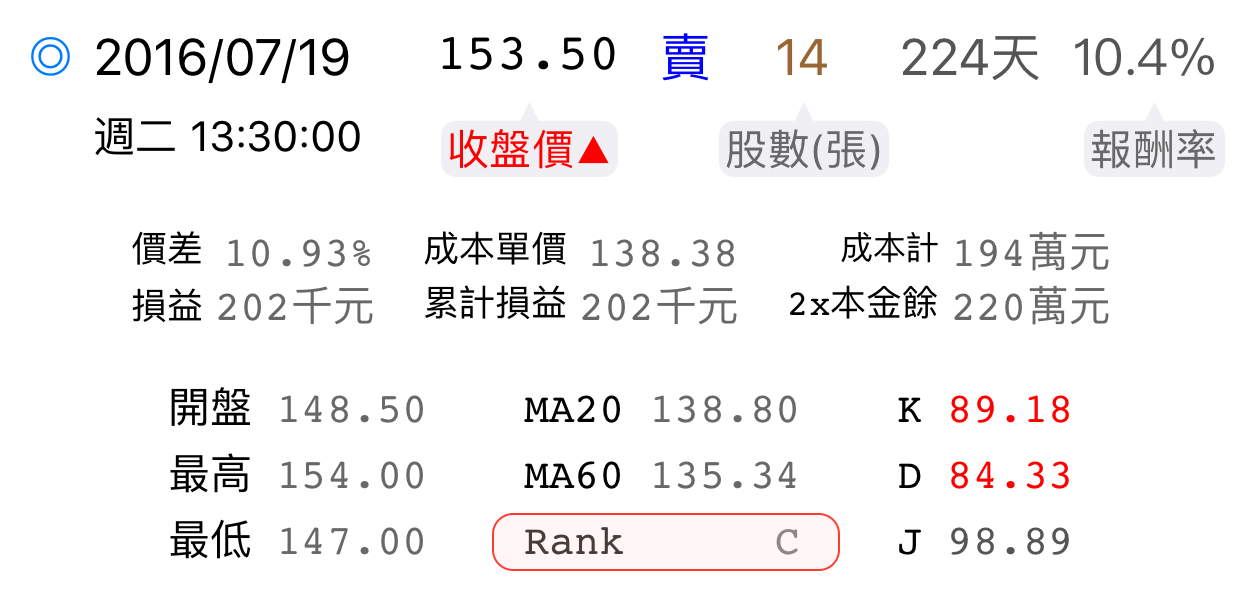 ◎ 2016/07/19 153.50 賣 14 224天 10.4%
週二 13:30:00 收盤價▲ 股數(張) 報酬率
價差 10.93% 成本單價 138.38 成本計 194萬元
損益 202千元 累計損益 202千元 2x本金餘 220萬元
開盤 148.50 MA20 138.80 K 89.18
最高 154.00 MA60 135.34 D 84.33
最低 147.00 Rank C J 98.89